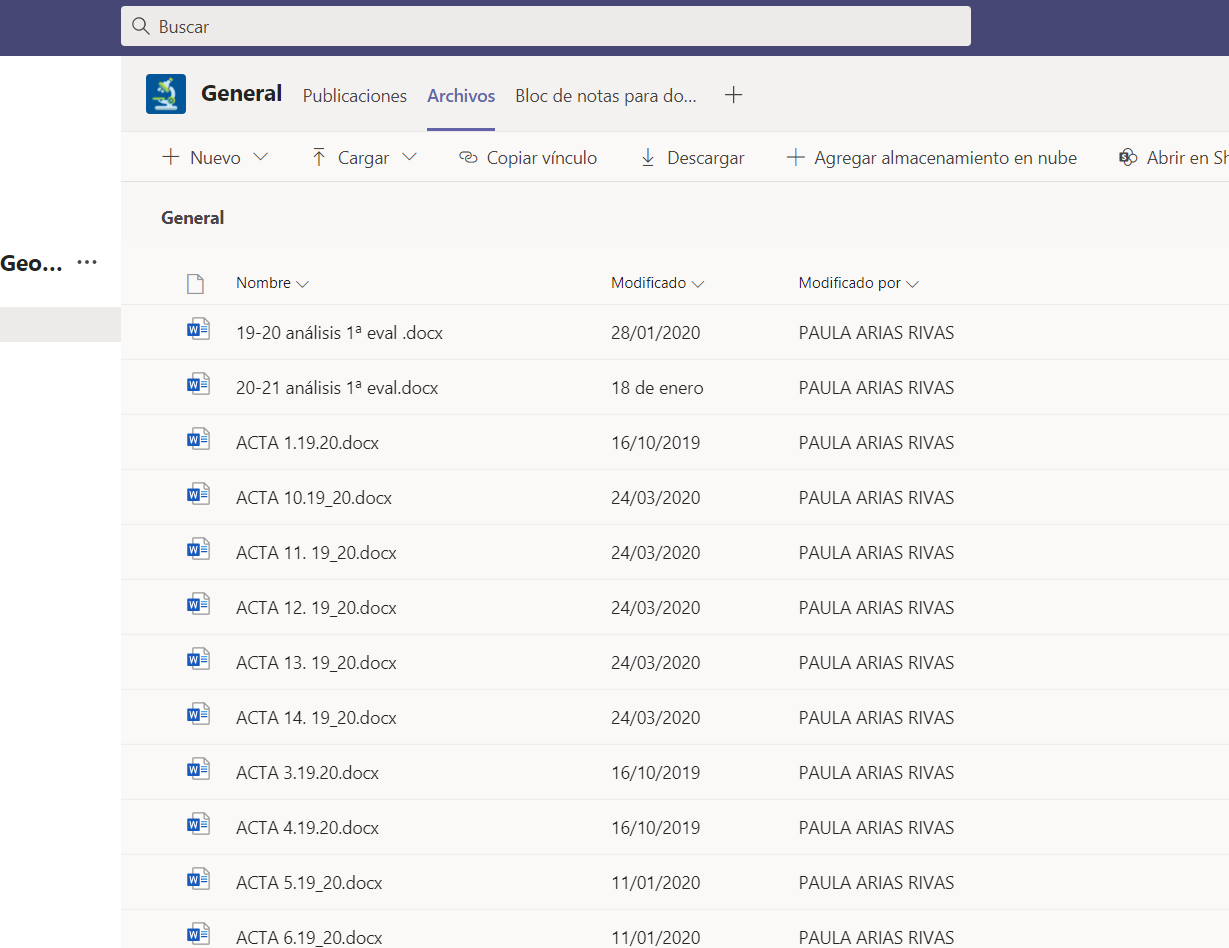 Buscar
General Publicaciones Archivos Bloc de notas para do...
Nuevo Cargar Copiar vínculo Descargar Agregar almacenamiento en nube Abrir en Sh
General
Geo...
Nombre Modificado Modificado por
19-20 análisis 1ª eval .docx 28/01/2020 PAULA ARIAS RIVAS
20-21 análisis 1ª eval.docx 18 de enero PAULA ARIAS RIVAS
ACTA 1.19.20.docx 16/10/2019 PAULA ARIAS RIVAS
ACTA 10.19_20.docx 24/03/2020 PAULA ARIAS RIVAS
ACTA 11. 19_20.docx 24/03/2020 PAULA ARIAS RIVAS
ACTA 12. 19_20.docx 24/03/2020 PAULA ARIAS RIVAS
ACTA 13. 19_20.docx 24/03/2020 PAULA ARIAS RIVAS
ACTA 14. 19_20.docx 24/03/2020 PAULA ARIAS RIVAS
ACTA 3.19.20.docx 16/10/2019 PAULA ARIAS RIVAS
ACTA 4.19.20.docx 16/10/2019 PAULA ARIAS RIVAS
ACTA 5.19_20.docx 11/01/2020 PAULA ARIAS RIVAS
ACTA 6.19_20.docx 11/01/2020 PAULA ARIAS RIVAS